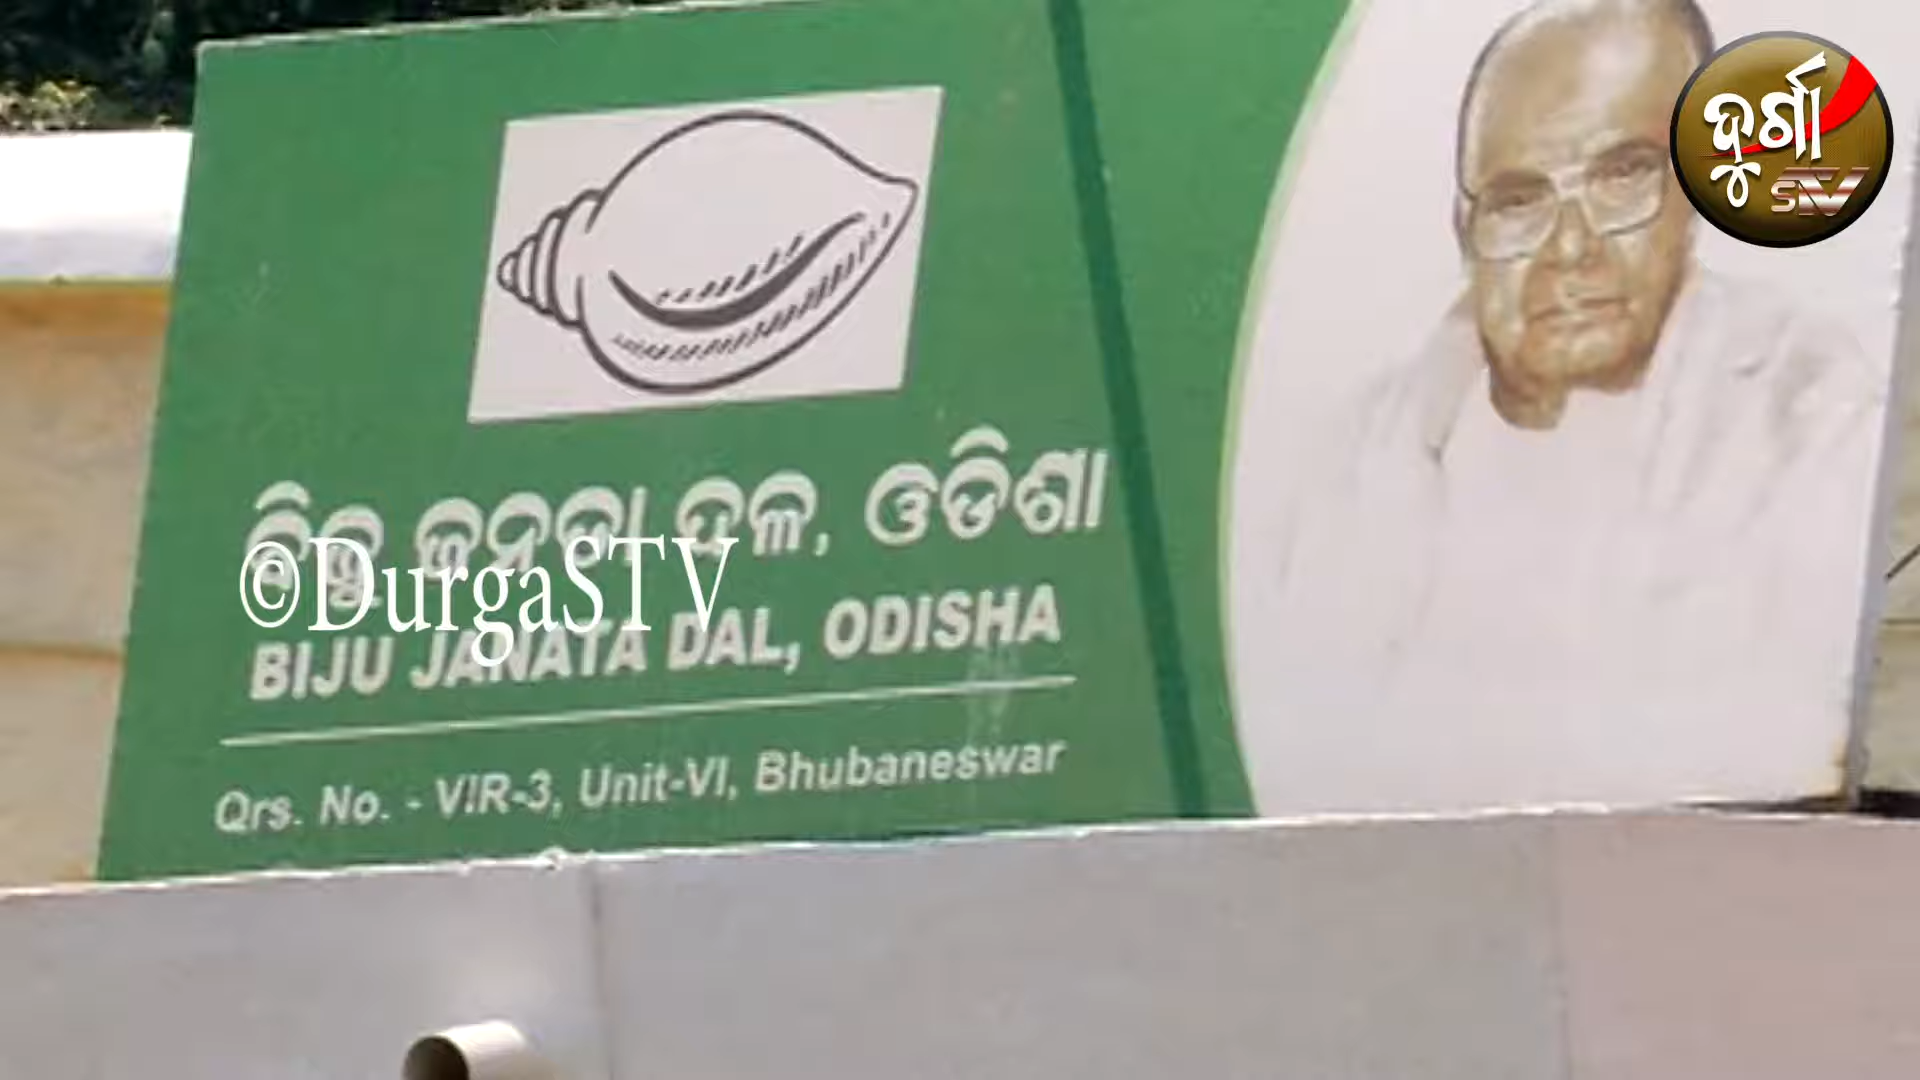 ଦୁର୍ଗା
STV
ବିଜୁ ଜନତା ଦଳ, ଓଡିଶା
©DurgaSTV
BIJU JANATA DAL, ODISHA
Qrs. No. - VIR-3, Unit-VI, Bhubaneswar